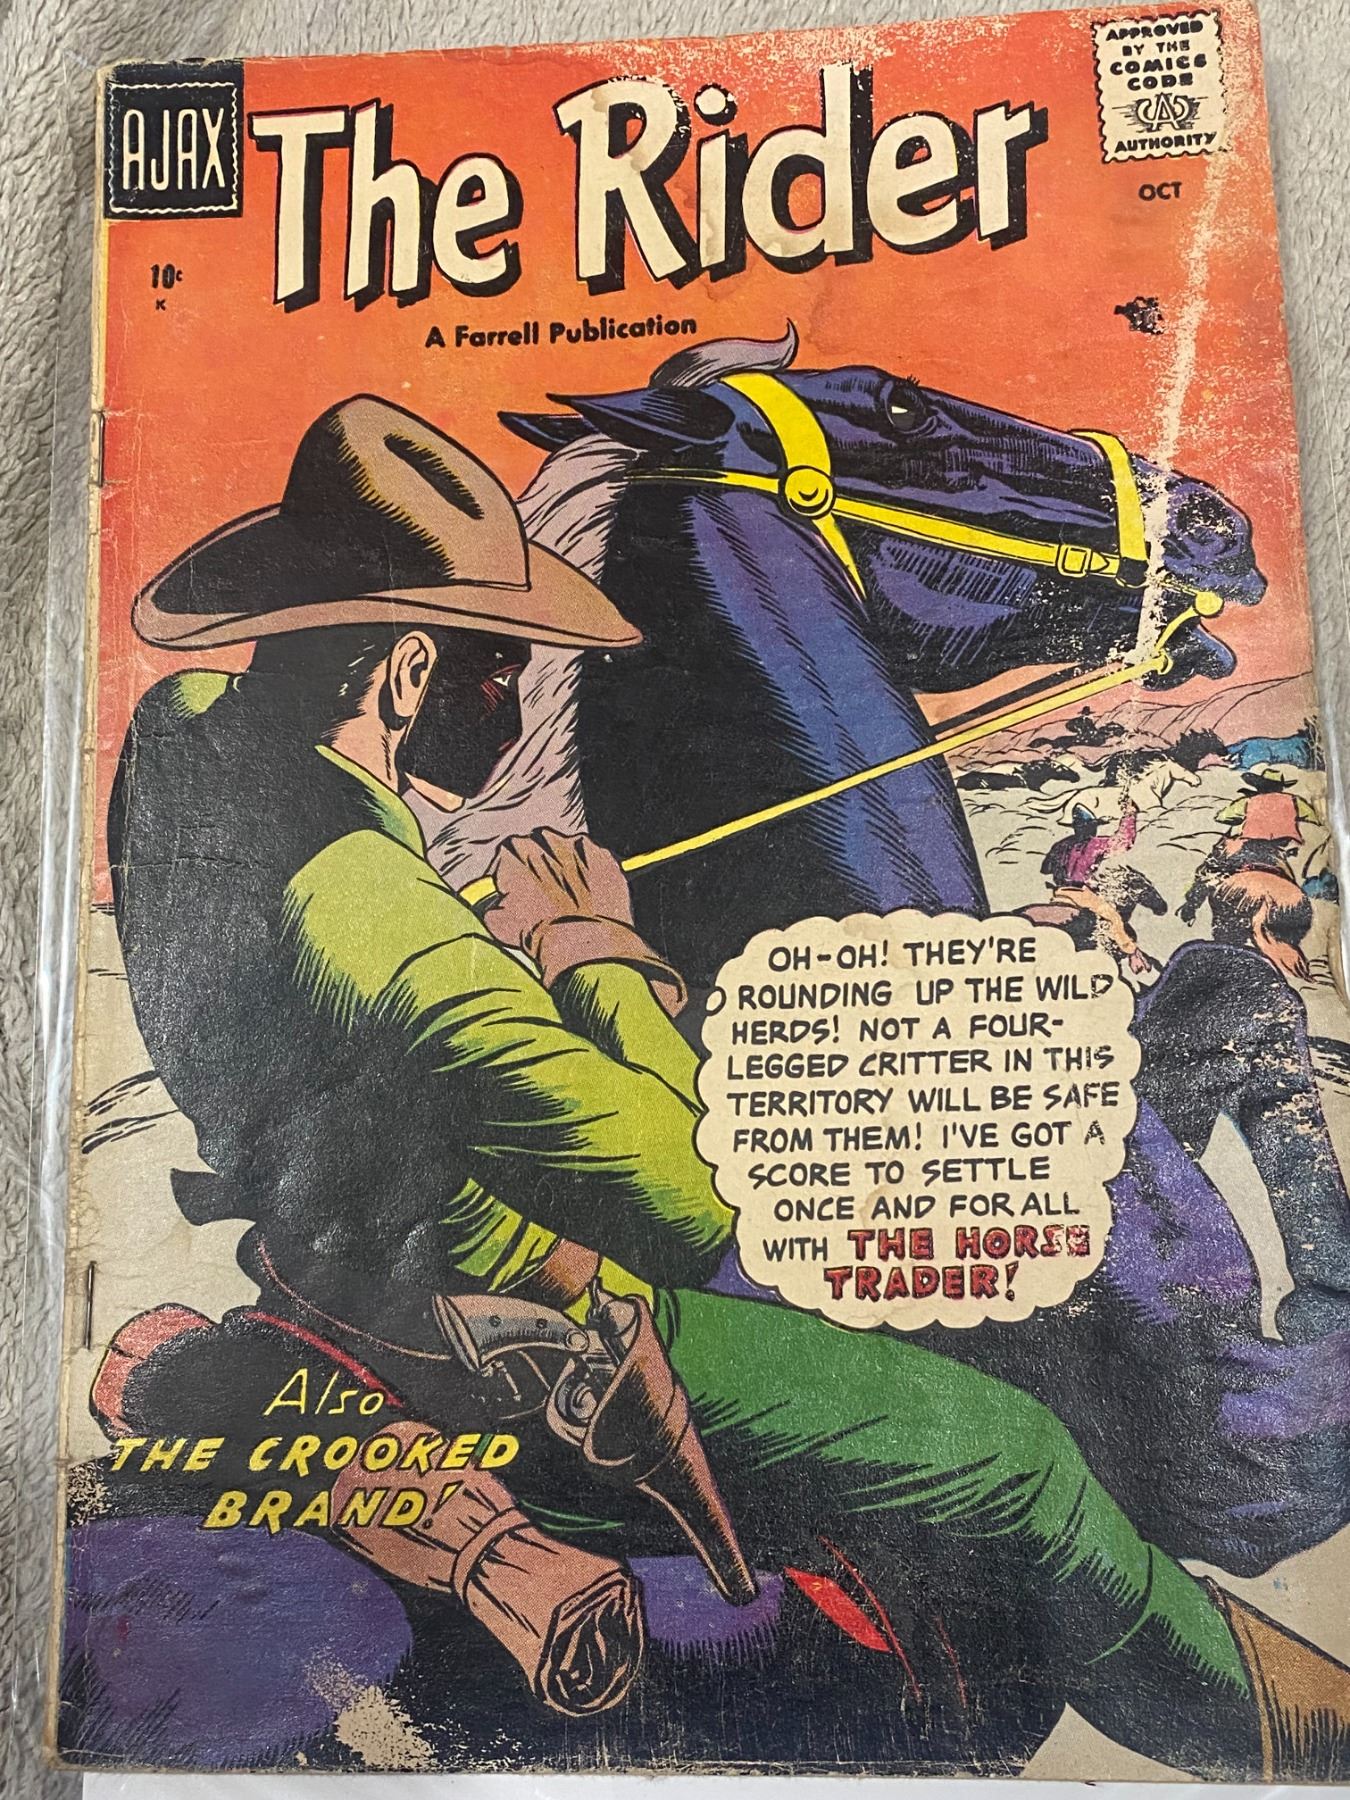 AJAX
The Rider
APPROVED
BY THE
COMICS
CODE
CA
AUTHORITY
OCT
10¢
K
A Farrell Publication
OH-OH! THEY'RE
ROUNDING UP THE WILD
HERDS! NOT A FOUR-
LEGGED CRITTER IN THIS
TERRITORY WILL BE SAFE
FROM THEM! I'VE GOT A
SCORE TO SETTLE
ONCE AND FOR ALL
WITH THE HORSE
TRADER!
Also
THE CROOKED
BRAND!